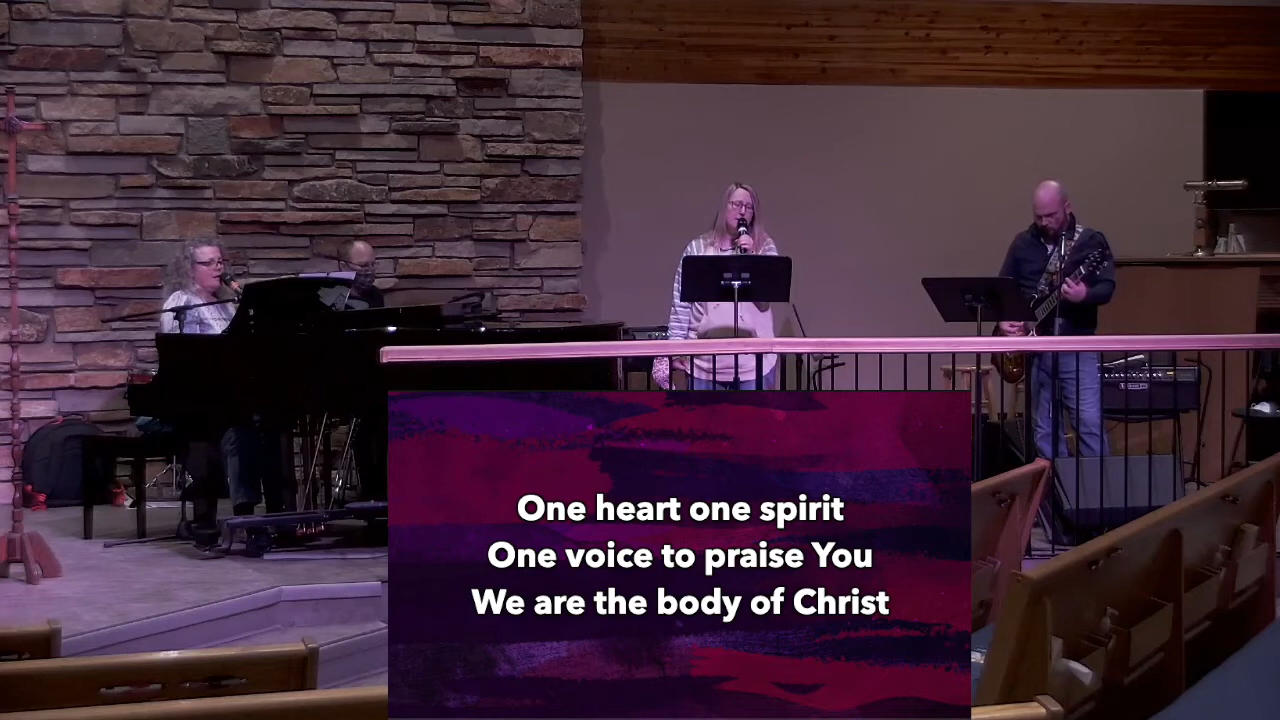 One heart one spirit
One voice to praise You
We are the body of Christ